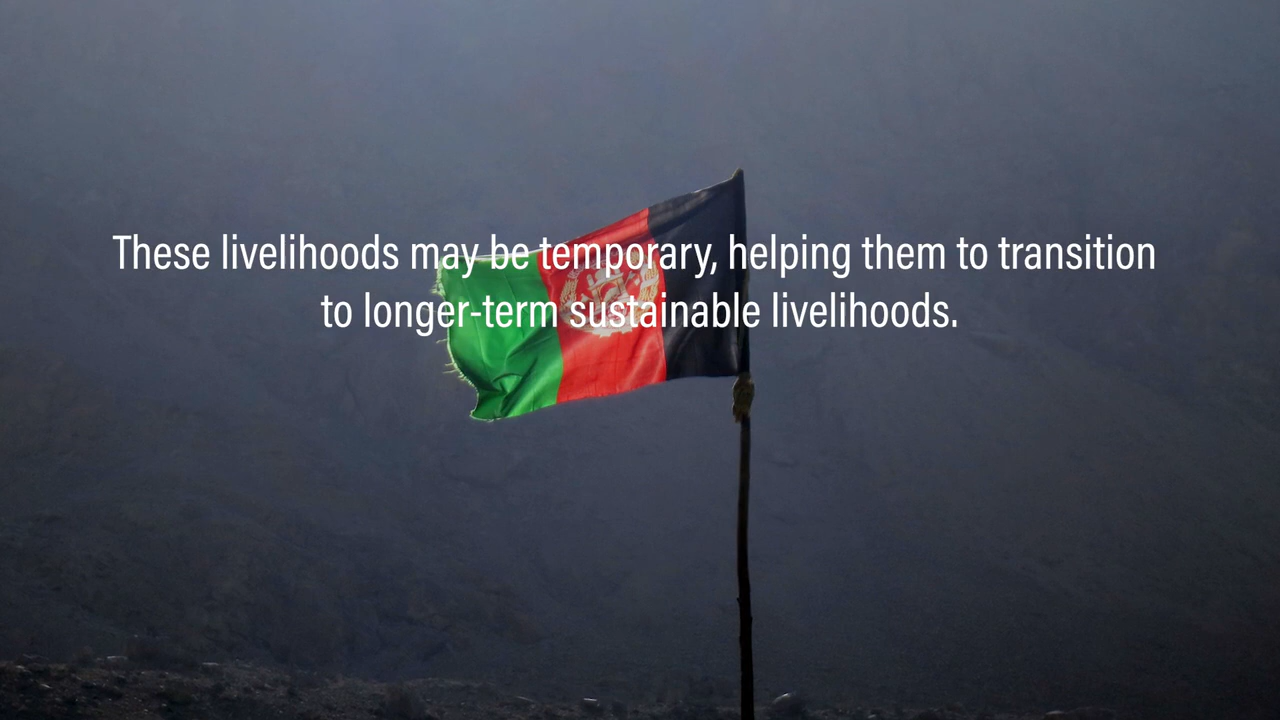 These livelihoods may be temporary, helping them to transition
to longer-term sustainable livelihoods.